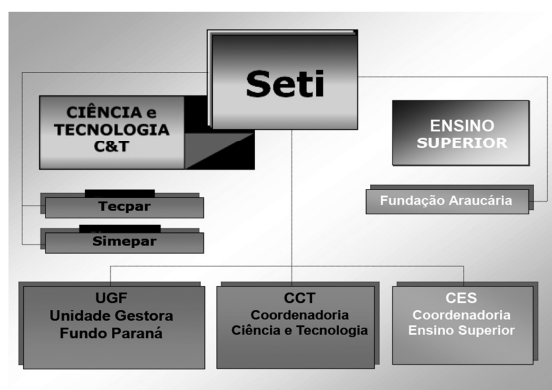 Seti
CIÊNCIA e
TECNOLOGIA
C&T
ENSINO
SUPERIOR
Tecpar
Simepar
Fundação Araucária
UGF
Unidade Gestora
Fundo Paraná
CCT
Coordenadoria
Ciência e Tecnologia
CES
Coordenadoria
Ensino Superior